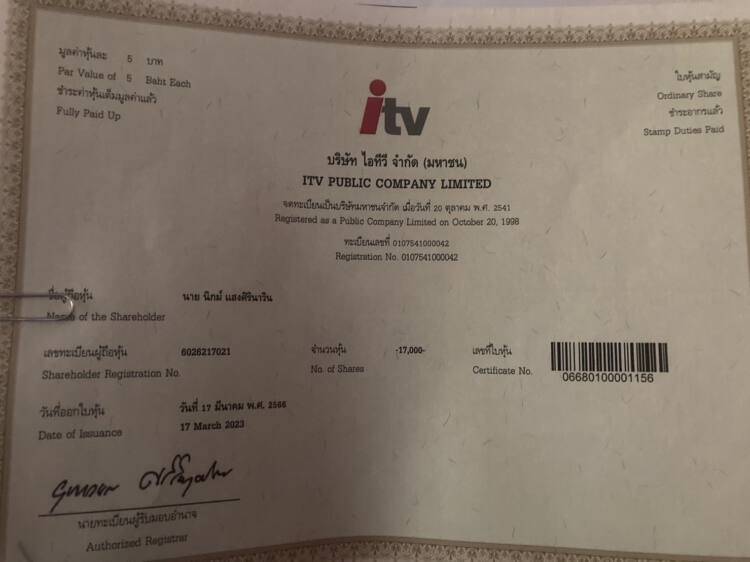 มูลค่าหุ้นละ 5 บาท
Par Value of 5 Baht Each
ชำระค่าหุ้นเต็มมูลค่าแล้ว
Fully Paid Up
ใบหุ้นสามัญ
Ordinary Share
ชำระอากรแล้ว
Stamp Duties Paid
itv
บริษัท ไอทีวี จำกัด (มหาชน)
ITV PUBLIC COMPANY LIMITED
จดทะเบียนเป็นบริษัทมหาชนจำกัด เมื่อวันที่ 20 ตุลาคม พ.ศ. 2541
Registered as a Public Company Limited on October 20, 1998
ทะเบียนเลขที่ 0107541000042
Registration No. 0107541000042
ชื่อผู้ถือหุ้น นาย นิกม์ แสงศิรินาวิน
Name of the Shareholder
เลขทะเบียนผู้ถือหุ้น 6026217021 จำนวนหุ้น -17,000- เลขที่ใบหุ้น
Shareholder Registration No. No. of Shares Certificate No. 06680100001156
วันที่ออกใบหุ้น วันที่ 17 มีนาคม พ.ศ. 2566
Date of Issuance 17 March 2023
นายทะเบียนผู้รับมอบอำนาจ
Authorized Registrar